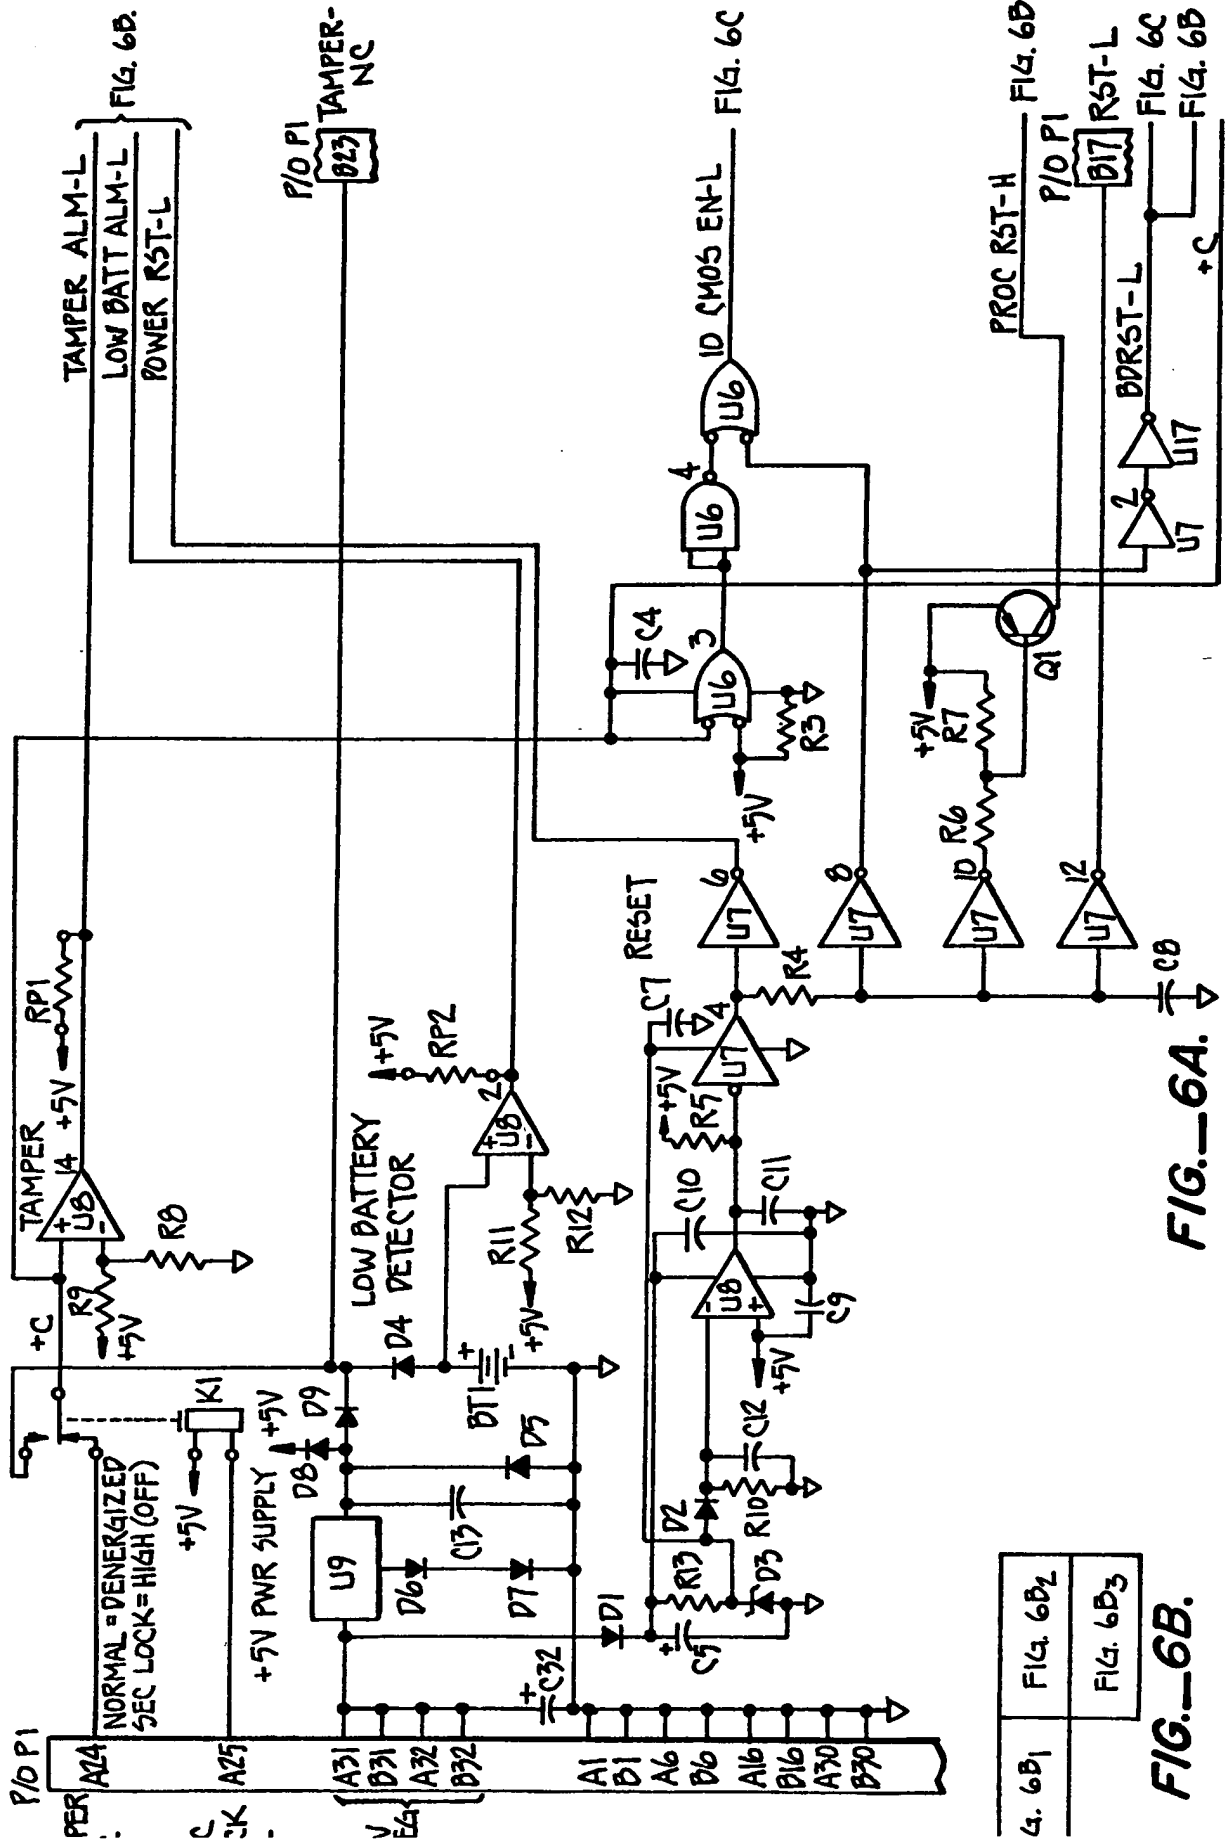 P/O P1
A24
A25
A31
B31
A32
B32
A1
B1
A6
B6
A16
B16
A30
B30
PER
C
CK
V
EG
NORMAL = DENERGIZED
SEC LOCK = HIGH (OFF)
+5V
K1
+5V PWR SUPPLY
U9
D8
+5V
D9
D6
D7
C13
D5
C32
+
D1
+C
R9
+5V
R8
TAMPER
U8
+
-
14
+5V
RP1
LOW BATTERY
DETECTOR
D4
BT1
+
-
+5V
R11
R12
U8
+
-
2
+5V
RP2
+
C5
R13
D3
D2
R10
C12
+5V
U8
-
+
C9
C10
C11
R5
+5V
U7
4
C7
RESET
R4
C8
U7
6
U7
8
U7
10
U7
12
R6
R7
+5V
Q1
+5V
R3
U6
3
C4
U6
4
U6
10
U7
2
U17
TAMPER ALM-L
LOW BATT ALM-L
POWER RST-L
FIG. 6B.
P/O P1
B23
TAMPER-
NC
CMOS EN-L
FIG. 6C
PROC RST-H
FIG. 6B
P/O P1
B17
RST-L
BDRST-L
FIG. 6C
FIG. 6B
+C
FIG.—6A.
G. 6B1
FIG. 6B2
FIG. 6B3
FIG.—6B.